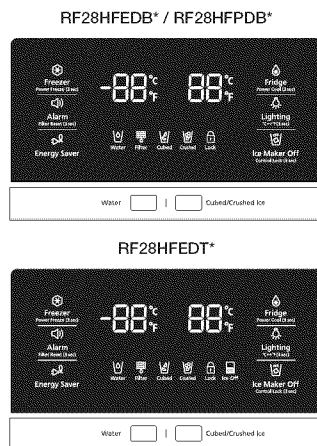 RF28HFEDB* / RF28HFPDB*
-88°C °F 88°C °F
Freezer
Power Freeze (3 sec)
Fridge
Power Cool (3 sec)
Alarm
Filter Reset (3 sec)
Lighting
°C↔°F (3 sec)
Energy Saver
Water Filter Cubed Crushed Lock
Ice Maker Off
Control Lock (3 sec)
Water | Cubed/Crushed Ice
RF28HFEDT*
-88°C °F 88°C °F
Freezer
Power Freeze (3 sec)
Fridge
Power Cool (3 sec)
Alarm
Filter Reset (3 sec)
Lighting
°C↔°F (3 sec)
Energy Saver
Water Filter Cubed Crushed Lock Ice Off
Ice Maker Off
Control Lock (3 sec)
Water | Cubed/Crushed Ice